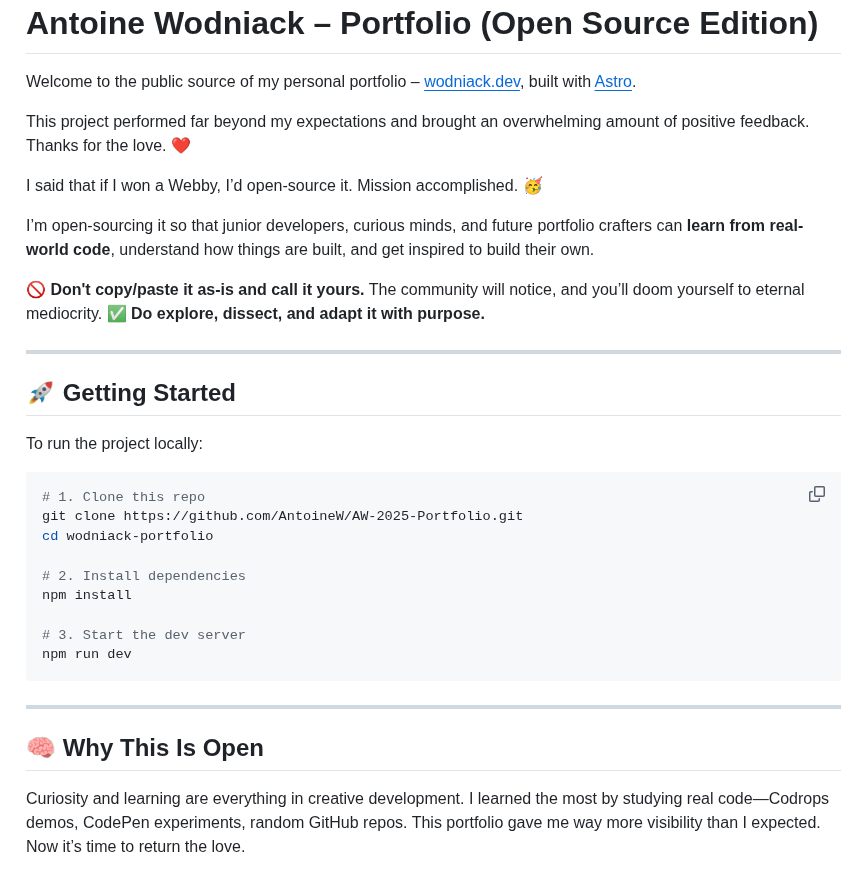 Antoine Wodniack – Portfolio (Open Source Edition)
Welcome to the public source of my personal portfolio – wodniack.dev, built with Astro.
This project performed far beyond my expectations and brought an overwhelming amount of positive feedback.
Thanks for the love. ❤️
I said that if I won a Webby, I’d open-source it. Mission accomplished. 🥳
I’m open-sourcing it so that junior developers, curious minds, and future portfolio crafters can learn from real-
world code, understand how things are built, and get inspired to build their own.
🚫 Don't copy/paste it as-is and call it yours. The community will notice, and you’ll doom yourself to eternal
mediocrity. ✅ Do explore, dissect, and adapt it with purpose.
🚀 Getting Started
To run the project locally:
# 1. Clone this repo
git clone https://github.com/AntoineW/AW-2025-Portfolio.git
cd wodniack-portfolio
# 2. Install dependencies
npm install
# 3. Start the dev server
npm run dev
🧠 Why This Is Open
Curiosity and learning are everything in creative development. I learned the most by studying real code—Codrops
demos, CodePen experiments, random GitHub repos. This portfolio gave me way more visibility than I expected.
Now it’s time to return the love.